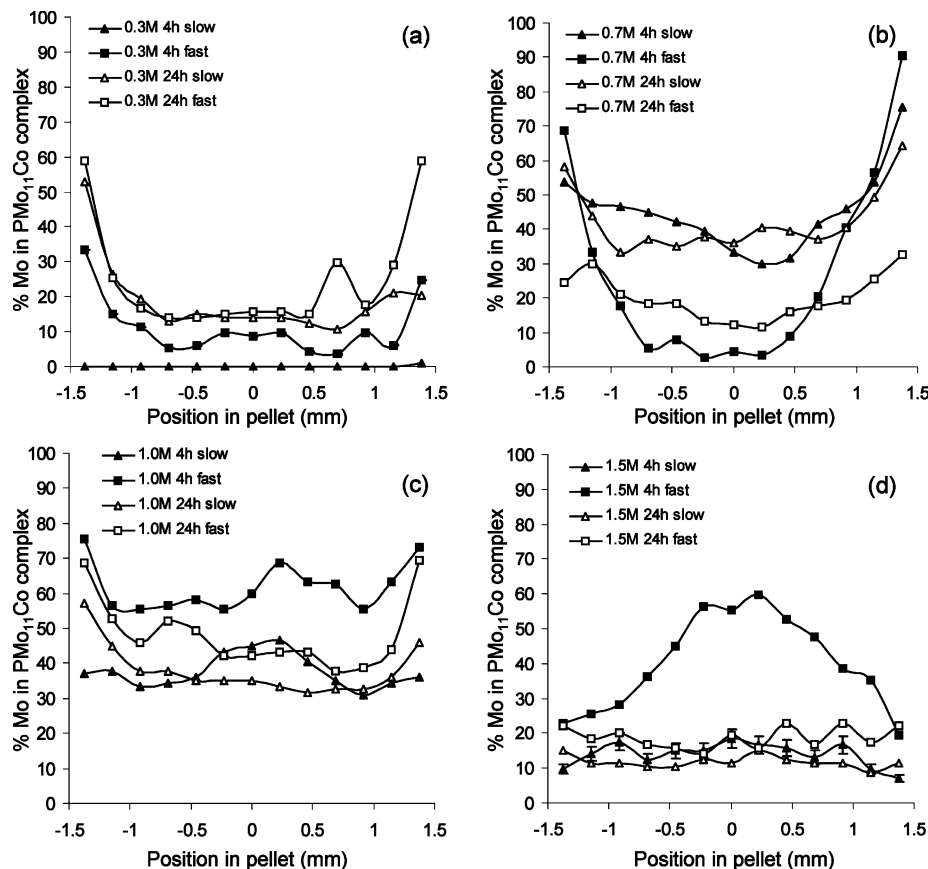 (a)
0.3M 4h slow
0.3M 4h fast
0.3M 24h slow
0.3M 24h fast
% Mo in PMo₁₁Co complex
100
90
80
70
60
50
40
30
20
10
0
-1.5 -1 -0.5 0 0.5 1 1.5
Position in pellet (mm)
(b)
0.7M 4h slow
0.7M 4h fast
0.7M 24h slow
0.7M 24h fast
% Mo in PMo₁₁Co complex
100
90
80
70
60
50
40
30
20
10
0
-1.5 -1 -0.5 0 0.5 1 1.5
Position in pellet (mm)
(c)
1.0M 4h slow
1.0M 4h fast
1.0M 24h slow
1.0M 24h fast
% Mo in PMo₁₁Co complex
100
90
80
70
60
50
40
30
20
10
0
-1.5 -1 -0.5 0 0.5 1 1.5
Position in pellet (mm)
(d)
1.5M 4h slow
1.5M 4h fast
1.5M 24h slow
1.5M 24h fast
% Mo in PMo₁₁Co complex
100
90
80
70
60
50
40
30
20
10
0
-1.5 -1 -0.5 0 0.5 1 1.5
Position in pellet (mm)